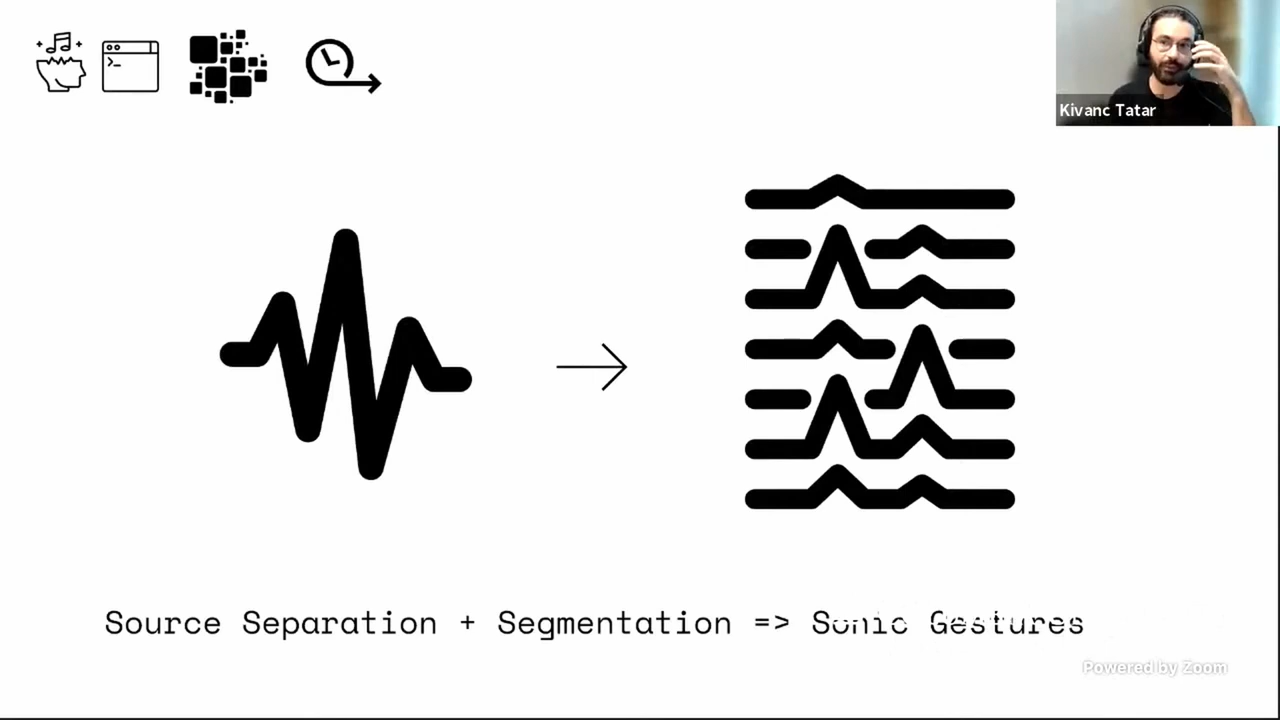 Kivanc Tatar
Source Separation + Segmentation => Sonic Gestures
Powered by Zoom